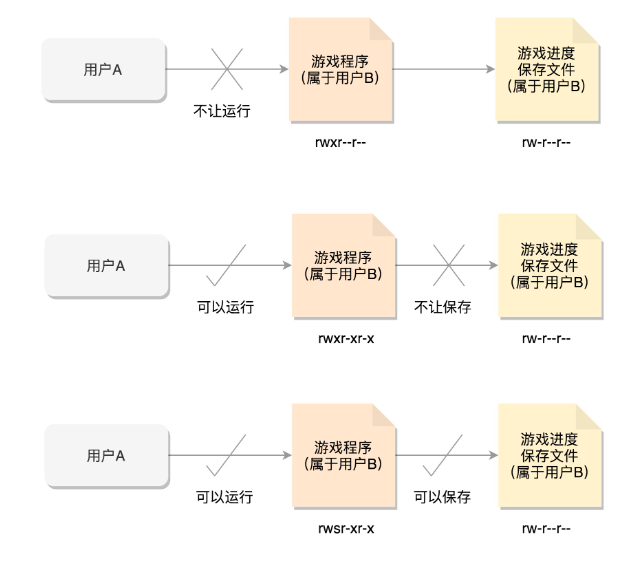 用户A
不让运行
游戏程序
(属于用户B)
rwxr--r--
游戏进度
保存文件
(属于用户B)
rw-r--r--
用户A
可以运行
游戏程序
(属于用户B)
rwxr-xr-x
不让保存
游戏进度
保存文件
(属于用户B)
rw-r--r--
用户A
可以运行
游戏程序
(属于用户B)
rwsr-xr-x
可以保存
游戏进度
保存文件
(属于用户B)
rw-r--r--